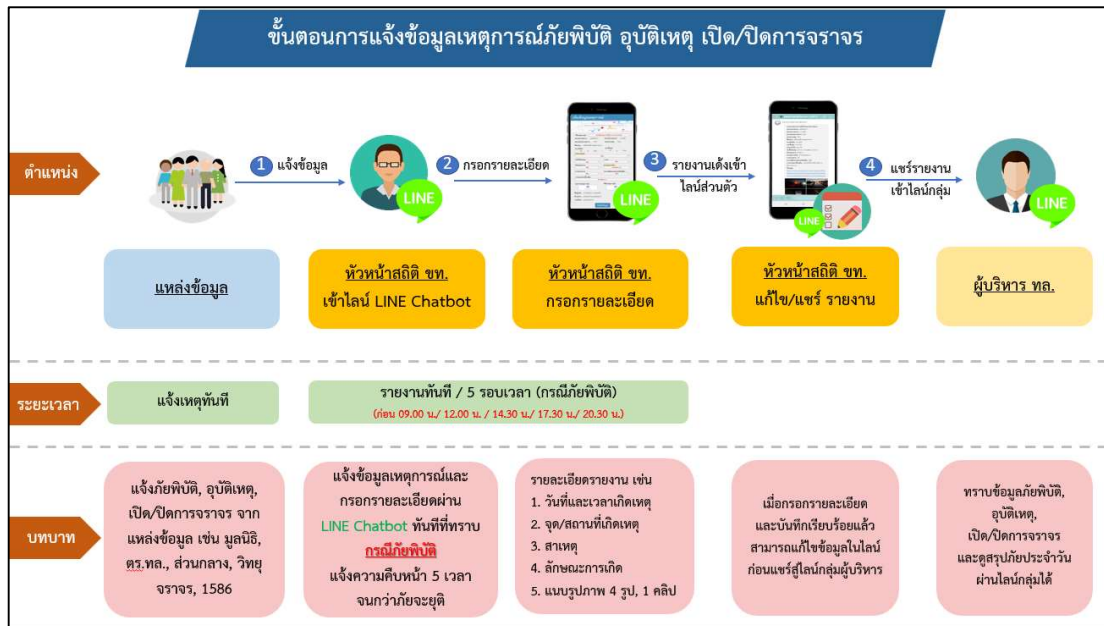 ขั้นตอนการแจ้งข้อมูลเหตุการณ์ภัยพิบัติ อุบัติเหตุ เปิด/ปิดการจราจร
ตำแหน่ง
1 แจ้งข้อมูล
LINE
2 กรอกรายละเอียด
LINE
3 รายงานเด้งเข้า
ไลน์ส่วนตัว
LINE
4 แชร์รายงาน
เข้าไลน์กลุ่ม
LINE
แหล่งข้อมูล
หัวหน้าสถิติ ขท.
เข้าไลน์ LINE Chatbot
หัวหน้าสถิติ ขท.
กรอกรายละเอียด
หัวหน้าสถิติ ขท.
แก้ไข/แชร์ รายงาน
ผู้บริหาร ทล.
ระยะเวลา
แจ้งเหตุทันที
รายงานทันที / 5 รอบเวลา (กรณีภัยพิบัติ)
(ก่อน 09.00 น./ 12.00 น. / 14.30 น./ 17.30 น./ 20.30 น.)
บทบาท
แจ้งภัยพิบัติ, อุบัติเหตุ,
เปิด/ปิดการจราจร จาก
แหล่งข้อมูล เช่น มูลนิธิ,
ตร.ทล., ส่วนกลาง, วิทยุ
จราจร, 1586
แจ้งข้อมูลเหตุการณ์และ
กรอกรายละเอียดผ่าน
LINE Chatbot ทันทีที่ทราบ
กรณีภัยพิบัติ
แจ้งความคืบหน้า 5 เวลา
จนกว่าภัยจะยุติ
รายละเอียดรายงาน เช่น
1. วันที่และเวลาเกิดเหตุ
2. จุด/สถานที่เกิดเหตุ
3. สาเหตุ
4. ลักษณะการเกิด
5. แนบรูปภาพ 4 รูป, 1 คลิป
เมื่อกรอกรายละเอียด
และบันทึกเรียบร้อยแล้ว
สามารถแก้ไขข้อมูลในไลน์
ก่อนแชร์สู่ไลน์กลุ่มผู้บริหาร
ทราบข้อมูลภัยพิบัติ,
อุบัติเหตุ,
เปิด/ปิดการจราจร
และดูสรุปภัยประจำวัน
ผ่านไลน์กลุ่มได้